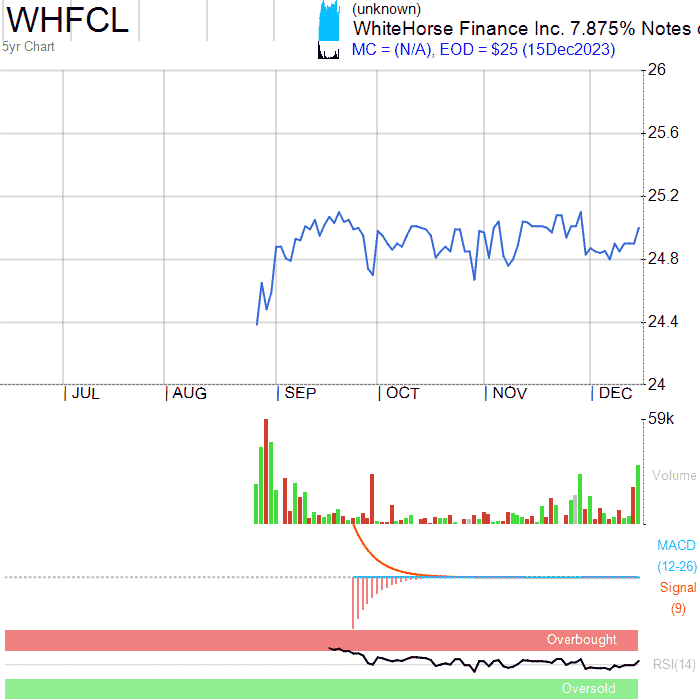 WHFCL
5yr Chart
(unknown)
WhiteHorse Finance Inc. 7.875% Notes
MC = (N/A), EOD = $25 (15Dec2023)
26
25.6
25.2
24.8
24.4
24
JUL AUG SEP OCT NOV DEC
59k
Volume
MACD
(12-26)
Signal
(9)
Overbought
RSI(14)
Oversold